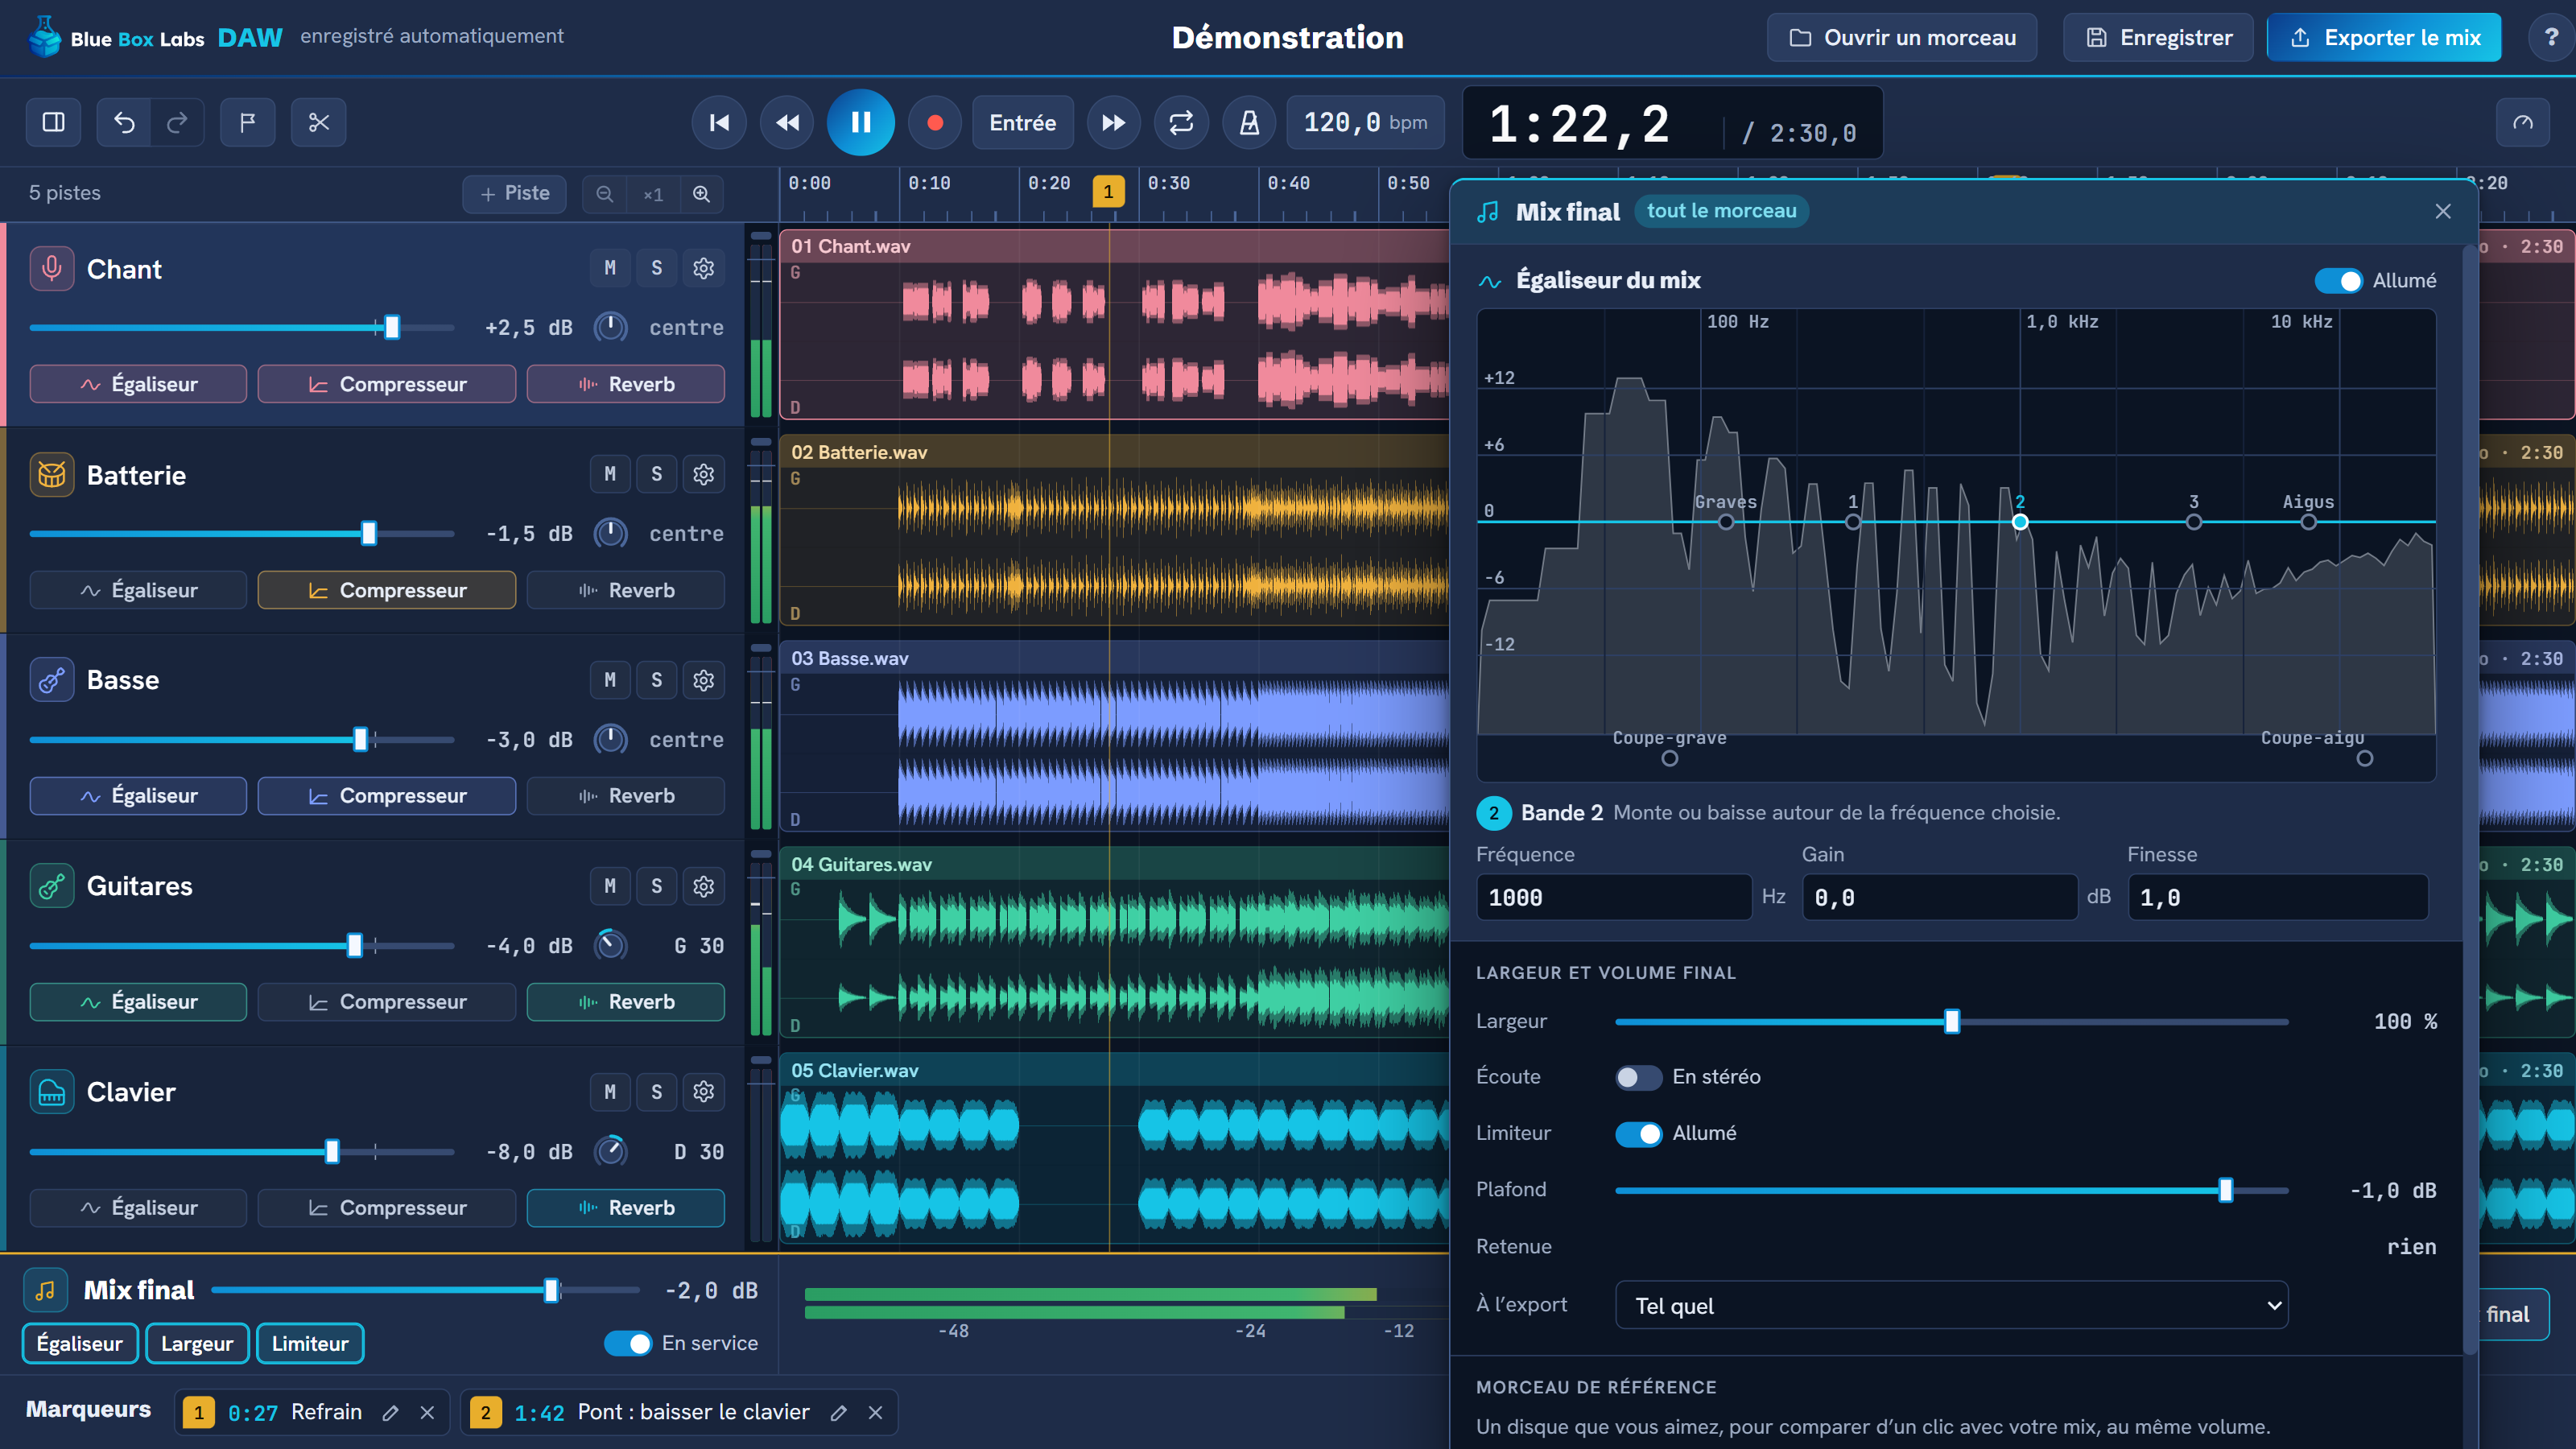 Blue Box Labs DAW enregistré automatiquement
Démonstration
Ouvrir un morceau
Enregistrer
Exporter le mix
?
Entrée
120,0 bpm
1:22,2 / 2:30,0
5 pistes
+ Piste
×1
0:00 0:10 0:20 1 0:30 0:40 0:50
:20
Chant
M S
+2,5 dB centre
Égaliseur Compresseur Reverb
01 Chant.wav
G
D
o · 2:30
Batterie
M S
-1,5 dB centre
Égaliseur Compresseur Reverb
02 Batterie.wav
G
D
o · 2:30
Basse
M S
-3,0 dB centre
Égaliseur Compresseur Reverb
03 Basse.wav
G
D
o · 2:30
Guitares
M S
-4,0 dB G 30
Égaliseur Compresseur Reverb
04 Guitares.wav
G
D
o · 2:30
Clavier
M S
-8,0 dB D 30
Égaliseur Compresseur Reverb
05 Clavier.wav
G
D
o · 2:30
Mix final tout le morceau
Égaliseur du mix
Allumé
100 Hz 1,0 kHz 10 kHz
+12
+6
0
-6
-12
Graves 1 2 3 Aigus
Coupe-grave Coupe-aigu
2 Bande 2 Monte ou baisse autour de la fréquence choisie.
Fréquence Gain Finesse
1000 Hz 0,0 dB 1,0
LARGEUR ET VOLUME FINAL
Largeur 100 %
Écoute En stéréo
Limiteur Allumé
Plafond -1,0 dB
Retenue rien
À l’export Tel quel
MORCEAU DE RÉFÉRENCE
Un disque que vous aimez, pour comparer d’un clic avec votre mix, au même volume.
Mix final -2,0 dB
Égaliseur Largeur Limiteur
En service
-48 -24 -12
final
Marqueurs
1 0:27 Refrain
2 1:42 Pont : baisser le clavier